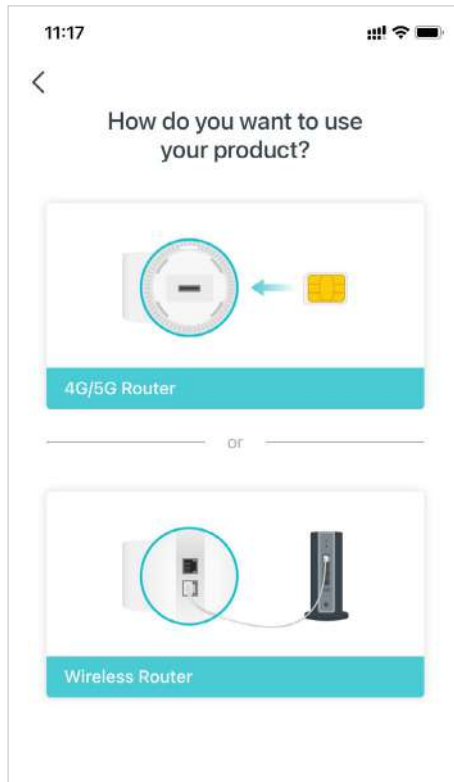 11:17
How do you want to use
your product?
4G/5G Router
or
Wireless Router